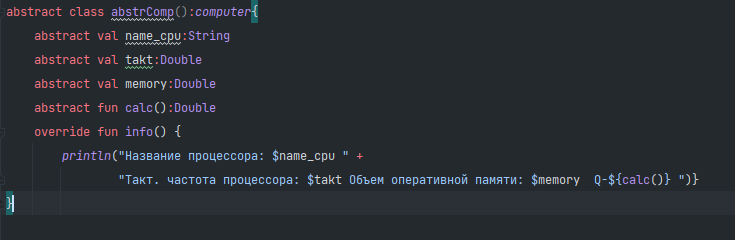 abstract class abstrComp():computer{
abstract val name_cpu:String
abstract val takt:Double
abstract val memory:Double
abstract fun calc():Double
override fun info() {
println("Название процессора: $name_cpu " +
"Такт. частота процессора: $takt Объем оперативной памяти: $memory  Q-${calc()} ")}
}